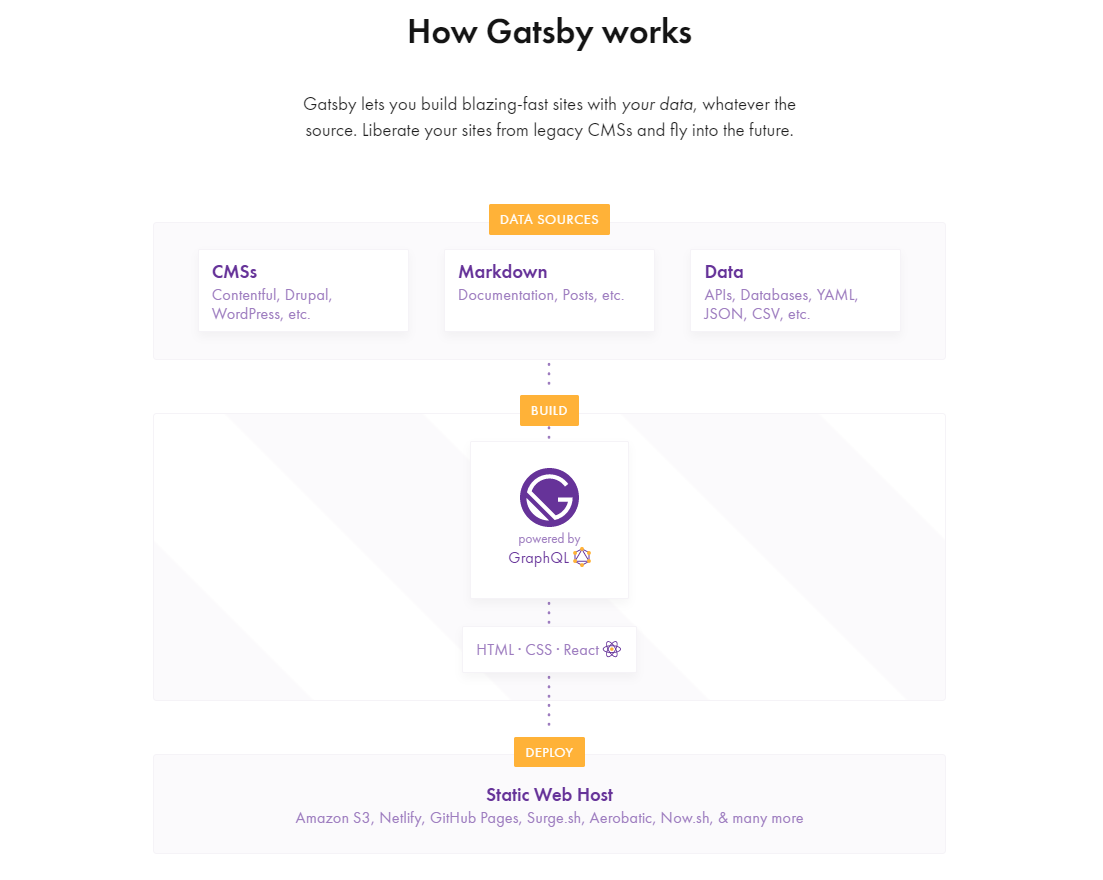 How Gatsby works
Gatsby lets you build blazing-fast sites with your data, whatever the
source. Liberate your sites from legacy CMSs and fly into the future.
DATA SOURCES
CMSs
Contentful, Drupal,
WordPress, etc.
Markdown
Documentation, Posts, etc.
Data
APIs, Databases, YAML,
JSON, CSV, etc.
BUILD
powered by
GraphQL
HTML · CSS · React
DEPLOY
Static Web Host
Amazon S3, Netlify, GitHub Pages, Surge.sh, Aerobatic, Now.sh, & many more